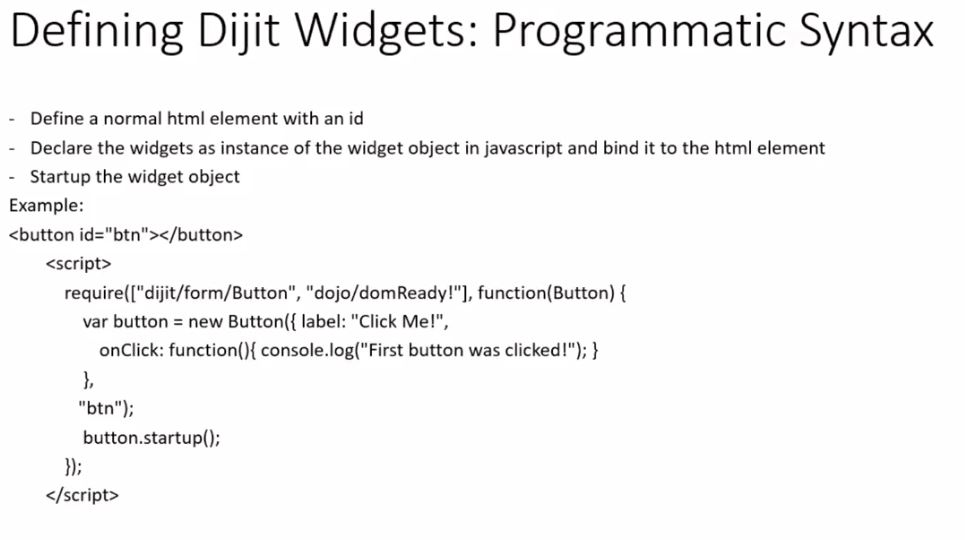 Defining Dijit Widgets: Programmatic Syntax
- Define a normal html element with an id
- Declare the widgets as instance of the widget object in javascript and bind it to the html element
- Startup the widget object
Example:
<button id="btn"></button>
<script>
require(["dijit/form/Button", "dojo/domReady!"], function(Button) {
var button = new Button({ label: "Click Me!",
onClick: function(){ console.log("First button was clicked!"); }
},
"btn");
button.startup();
});
</script>